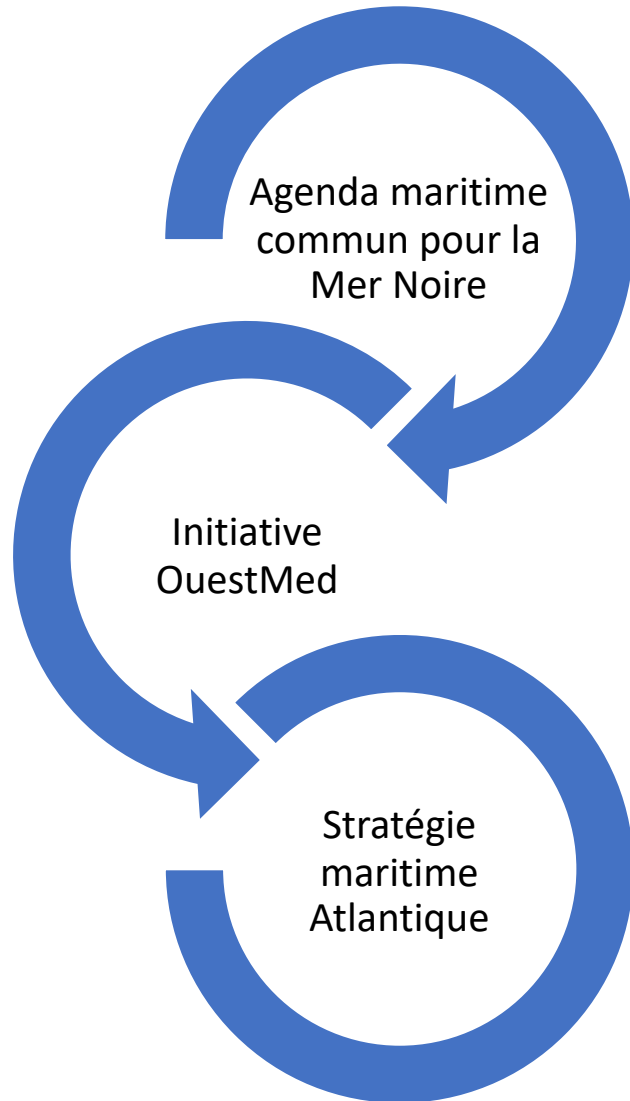 Agenda maritime
commun pour la
Mer Noire
Initiative
OuestMed
Stratégie
maritime
Atlantique